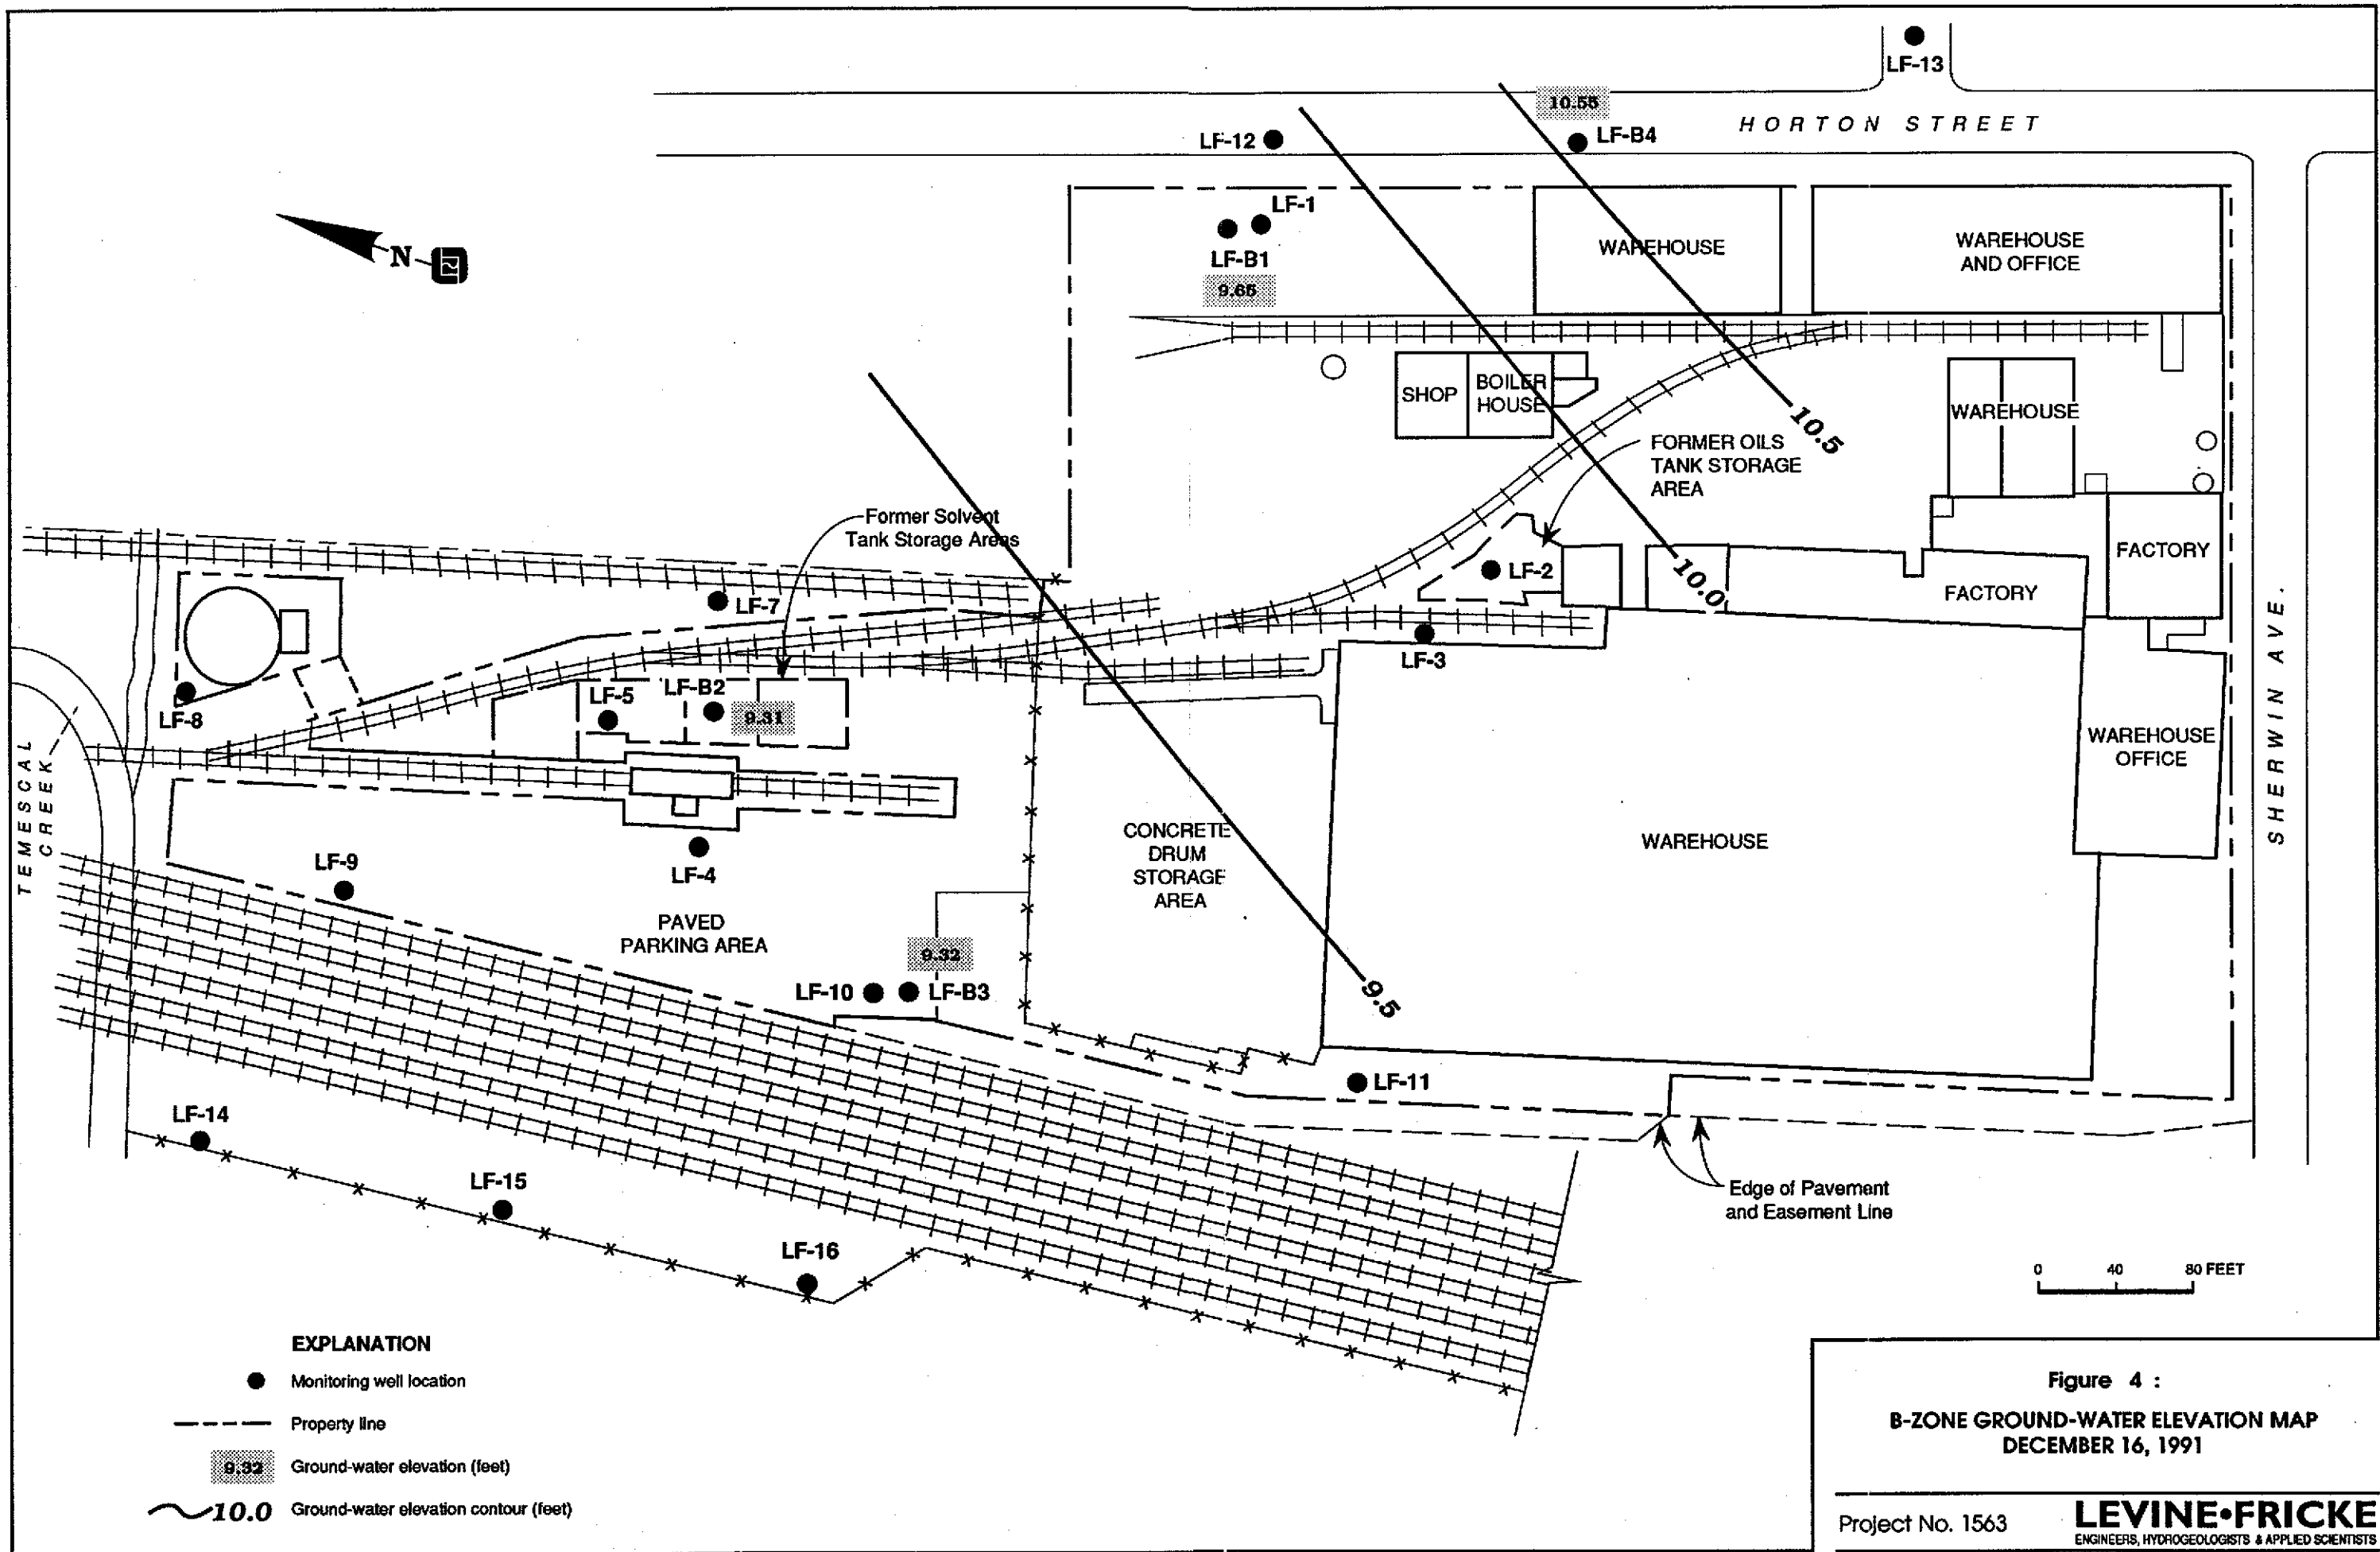 LF-13
10.55
HORTON STREET
LF-12
LF-B4
LF-1
LF-B1
9.65
N
WAREHOUSE
WAREHOUSE
AND OFFICE
SHOP
BOILER
HOUSE
WAREHOUSE
10.5
FORMER OILS
TANK STORAGE
AREA
Former Solvent
Tank Storage Areas
FACTORY
LF-2
10.0
FACTORY
LF-7
LF-3
LF-8
LF-5
LF-B2
9.31
TEMESCAL
CREEK
WAREHOUSE
OFFICE
SHERWIN AVE.
CONCRETE
DRUM
STORAGE
AREA
WAREHOUSE
LF-9
LF-4
PAVED
PARKING AREA
9.32
LF-10
LF-B3
9.5
LF-11
LF-14
LF-15
LF-16
Edge of Pavement
and Easement Line
0 40 80 FEET
EXPLANATION
Monitoring well location
Property line
9.32 Ground-water elevation (feet)
10.0 Ground-water elevation contour (feet)
Figure 4 :
B-ZONE GROUND-WATER ELEVATION MAP
DECEMBER 16, 1991
Project No. 1563
LEVINE•FRICKE
ENGINEERS, HYDROGEOLOGISTS & APPLIED SCIENTISTS